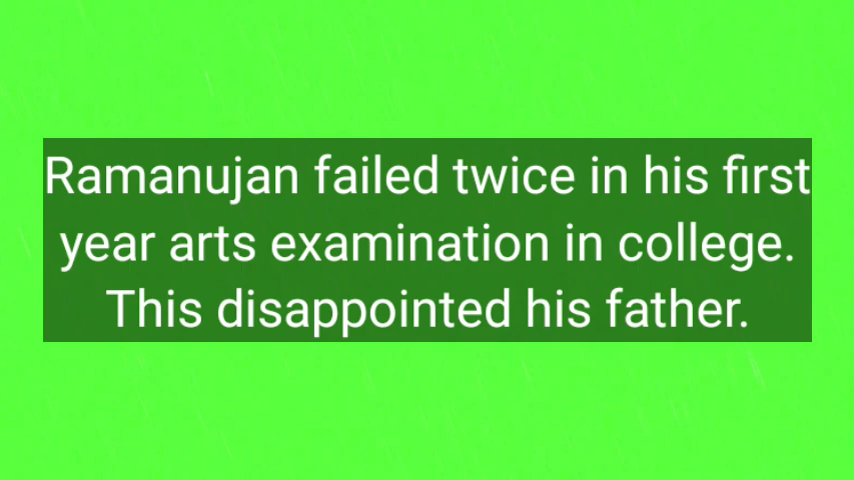 Ramanujan failed twice in his first
year arts examination in college.
This disappointed his father.